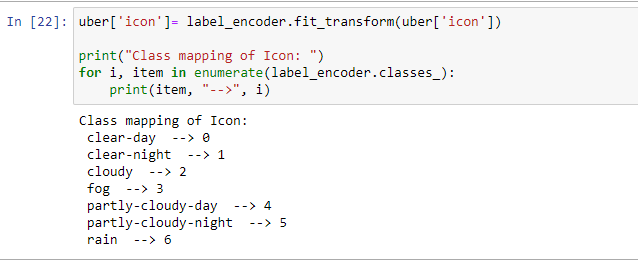 In [22]: uber['icon']= label_encoder.fit_transform(uber['icon'])
print("Class mapping of Icon: ")
for i, item in enumerate(label_encoder.classes_):
    print(item, "-->", i)
Class mapping of Icon:
 clear-day  --> 0
 clear-night  --> 1
 cloudy  --> 2
 fog  --> 3
 partly-cloudy-day  --> 4
 partly-cloudy-night  --> 5
 rain  --> 6